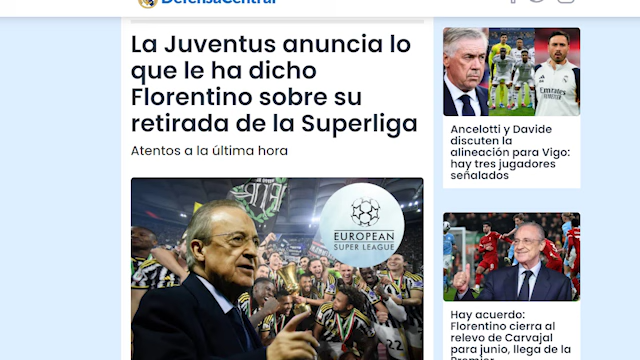 DefensaCentral
La Juventus anuncia lo
que le ha dicho
Florentino sobre su
retirada de la Superliga
Atentos a la última hora
EUROPEAN
SUPER LEAGUE
Ancelotti y Davide
discuten la
alineación para Vigo:
hay tres jugadores
señalados
Hay acuerdo:
Florentino cierra al
relevo de Carvajal
para junio, llega de la
Premier